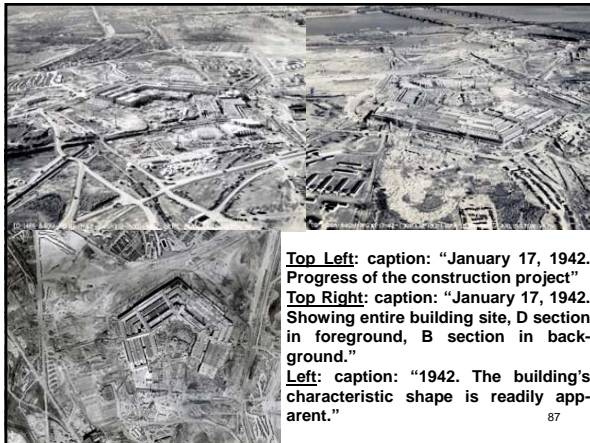 Top Left: caption: “January 17, 1942.
Progress of the construction project”
Top Right: caption: “January 17, 1942.
Showing entire building site, D section
in foreground, B section in back-
ground.”
Left: caption: “1942. The building’s
characteristic shape is readily app-
arent.”
87